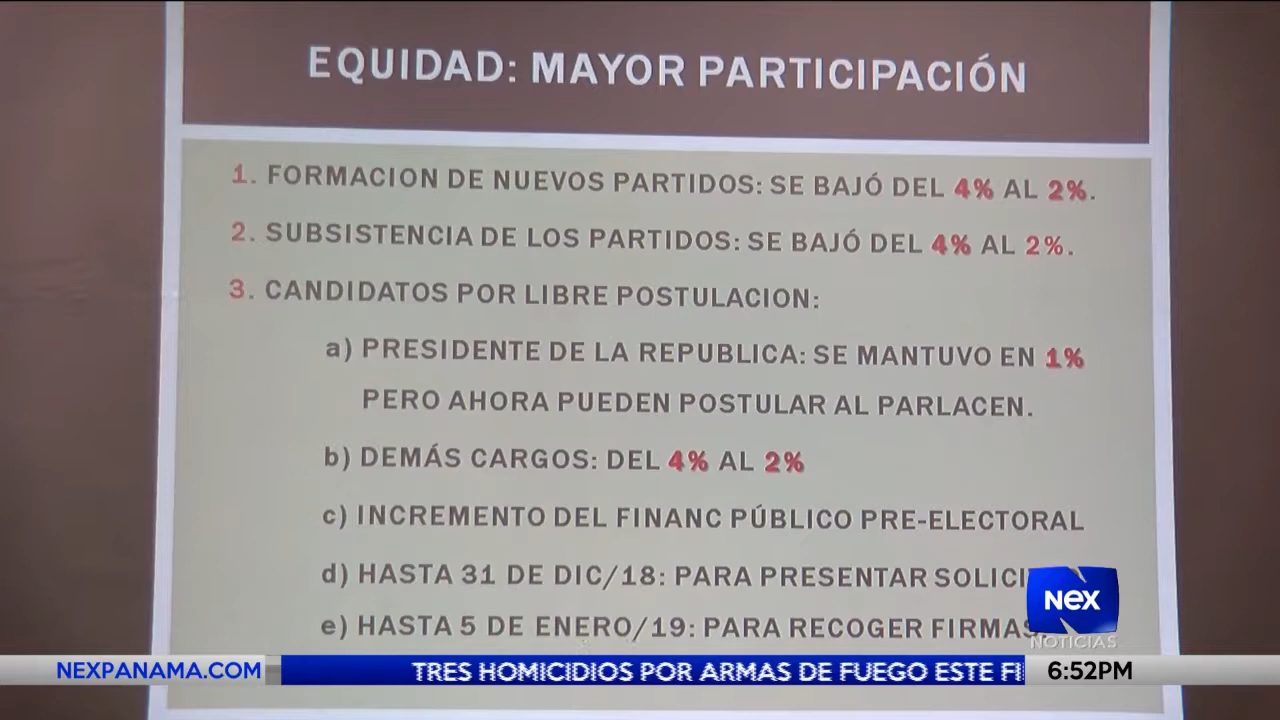 EQUIDAD: MAYOR PARTICIPACIÓN
1. FORMACION DE NUEVOS PARTIDOS: SE BAJÓ DEL 4% AL 2%.
2. SUBSISTENCIA DE LOS PARTIDOS: SE BAJÓ DEL 4% AL 2%.
3. CANDIDATOS POR LIBRE POSTULACION:
a) PRESIDENTE DE LA REPUBLICA: SE MANTUVO EN 1%
PERO AHORA PUEDEN POSTULAR AL PARLACEN.
b) DEMÁS CARGOS: DEL 4% AL 2%
c) INCREMENTO DEL FINANC PÚBLICO PRE-ELECTORAL
d) HASTA 31 DE DIC/18: PARA PRESENTAR SOLICI
e) HASTA 5 DE ENERO/19: PARA RECOGER FIRMAS
NEX
NOTICIAS
NEXPANAMA.COM TRES HOMICIDIOS POR ARMAS DE FUEGO ESTE FI 6:52PM